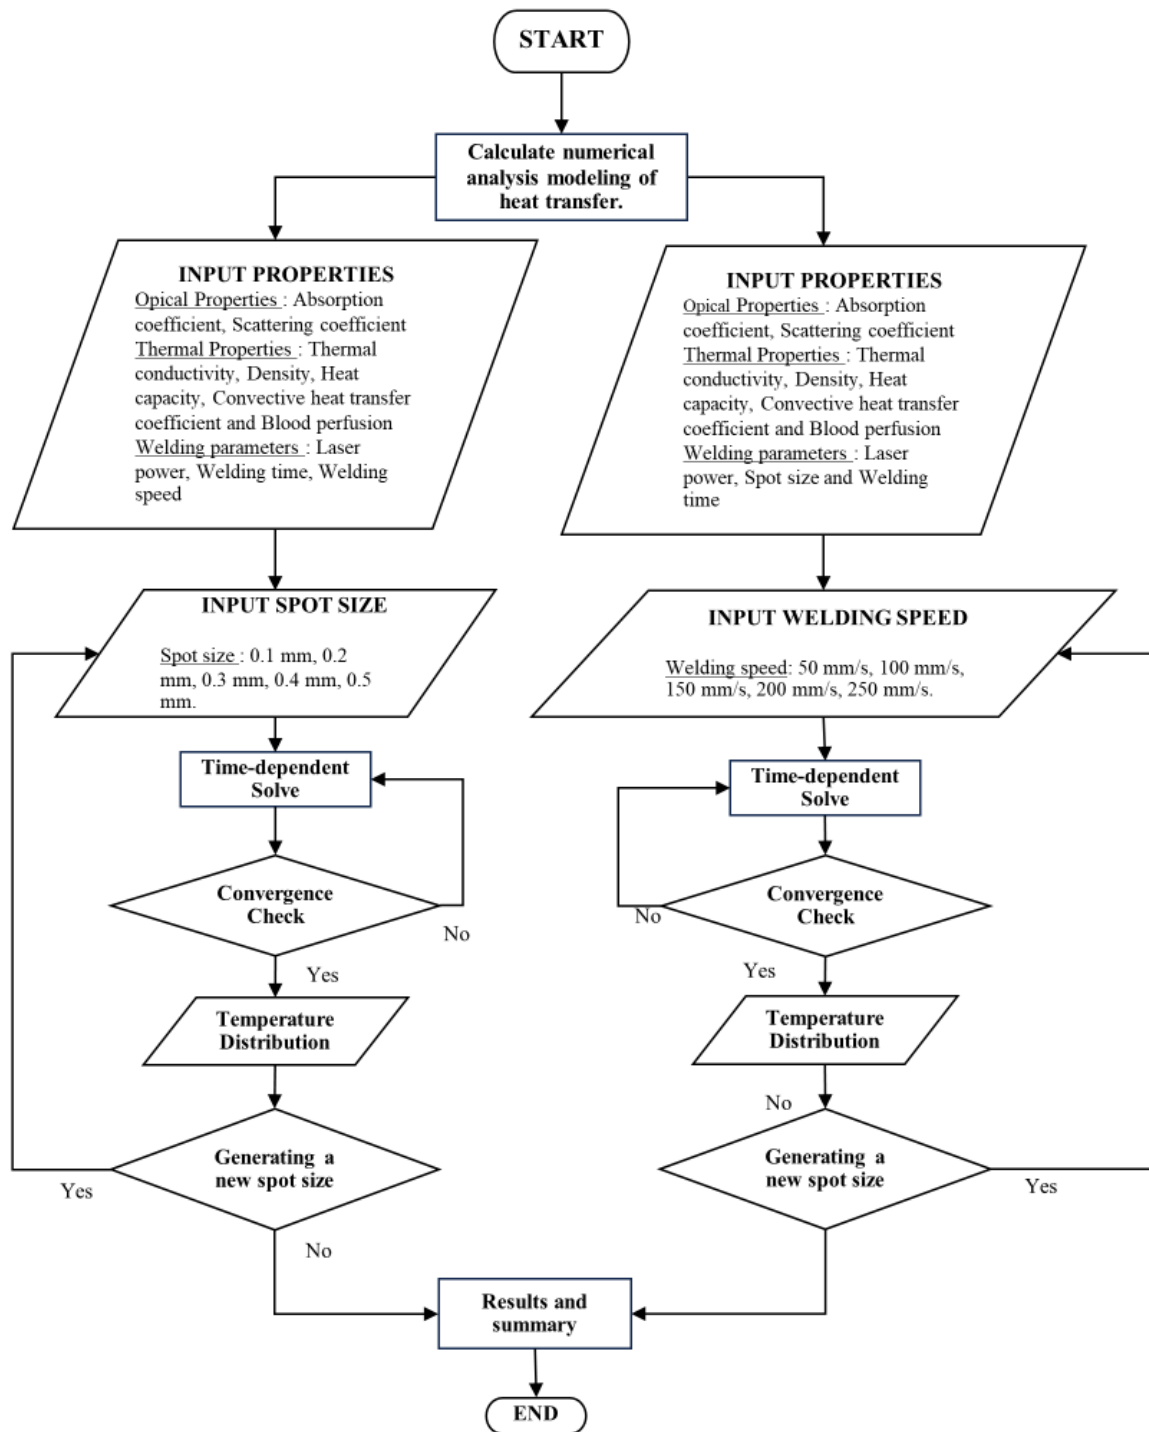 START
Calculate numerical
analysis modeling of
heat transfer.
INPUT PROPERTIES
Opical Properties : Absorption
coefficient, Scattering coefficient
Thermal Properties : Thermal
conductivity, Density, Heat
capacity, Convective heat transfer
coefficient and Blood perfusion
Welding parameters : Laser
power, Welding time, Welding
speed
INPUT PROPERTIES
Opical Properties : Absorption
coefficient, Scattering coefficient
Thermal Properties : Thermal
conductivity, Density, Heat
capacity, Convective heat transfer
coefficient and Blood perfusion
Welding parameters : Laser
power, Spot size and Welding
time
INPUT SPOT SIZE
Spot size : 0.1 mm, 0.2
mm, 0.3 mm, 0.4 mm, 0.5
mm.
INPUT WELDING SPEED
Welding speed: 50 mm/s, 100 mm/s,
150 mm/s, 200 mm/s, 250 mm/s.
Time-dependent
Solve
Time-dependent
Solve
Convergence
Check
No
Yes
Convergence
Check
No
Yes
Temperature
Distribution
Temperature
Distribution
No
Generating a
new spot size
Yes
No
Generating a
new spot size
Yes
Results and
summary
END